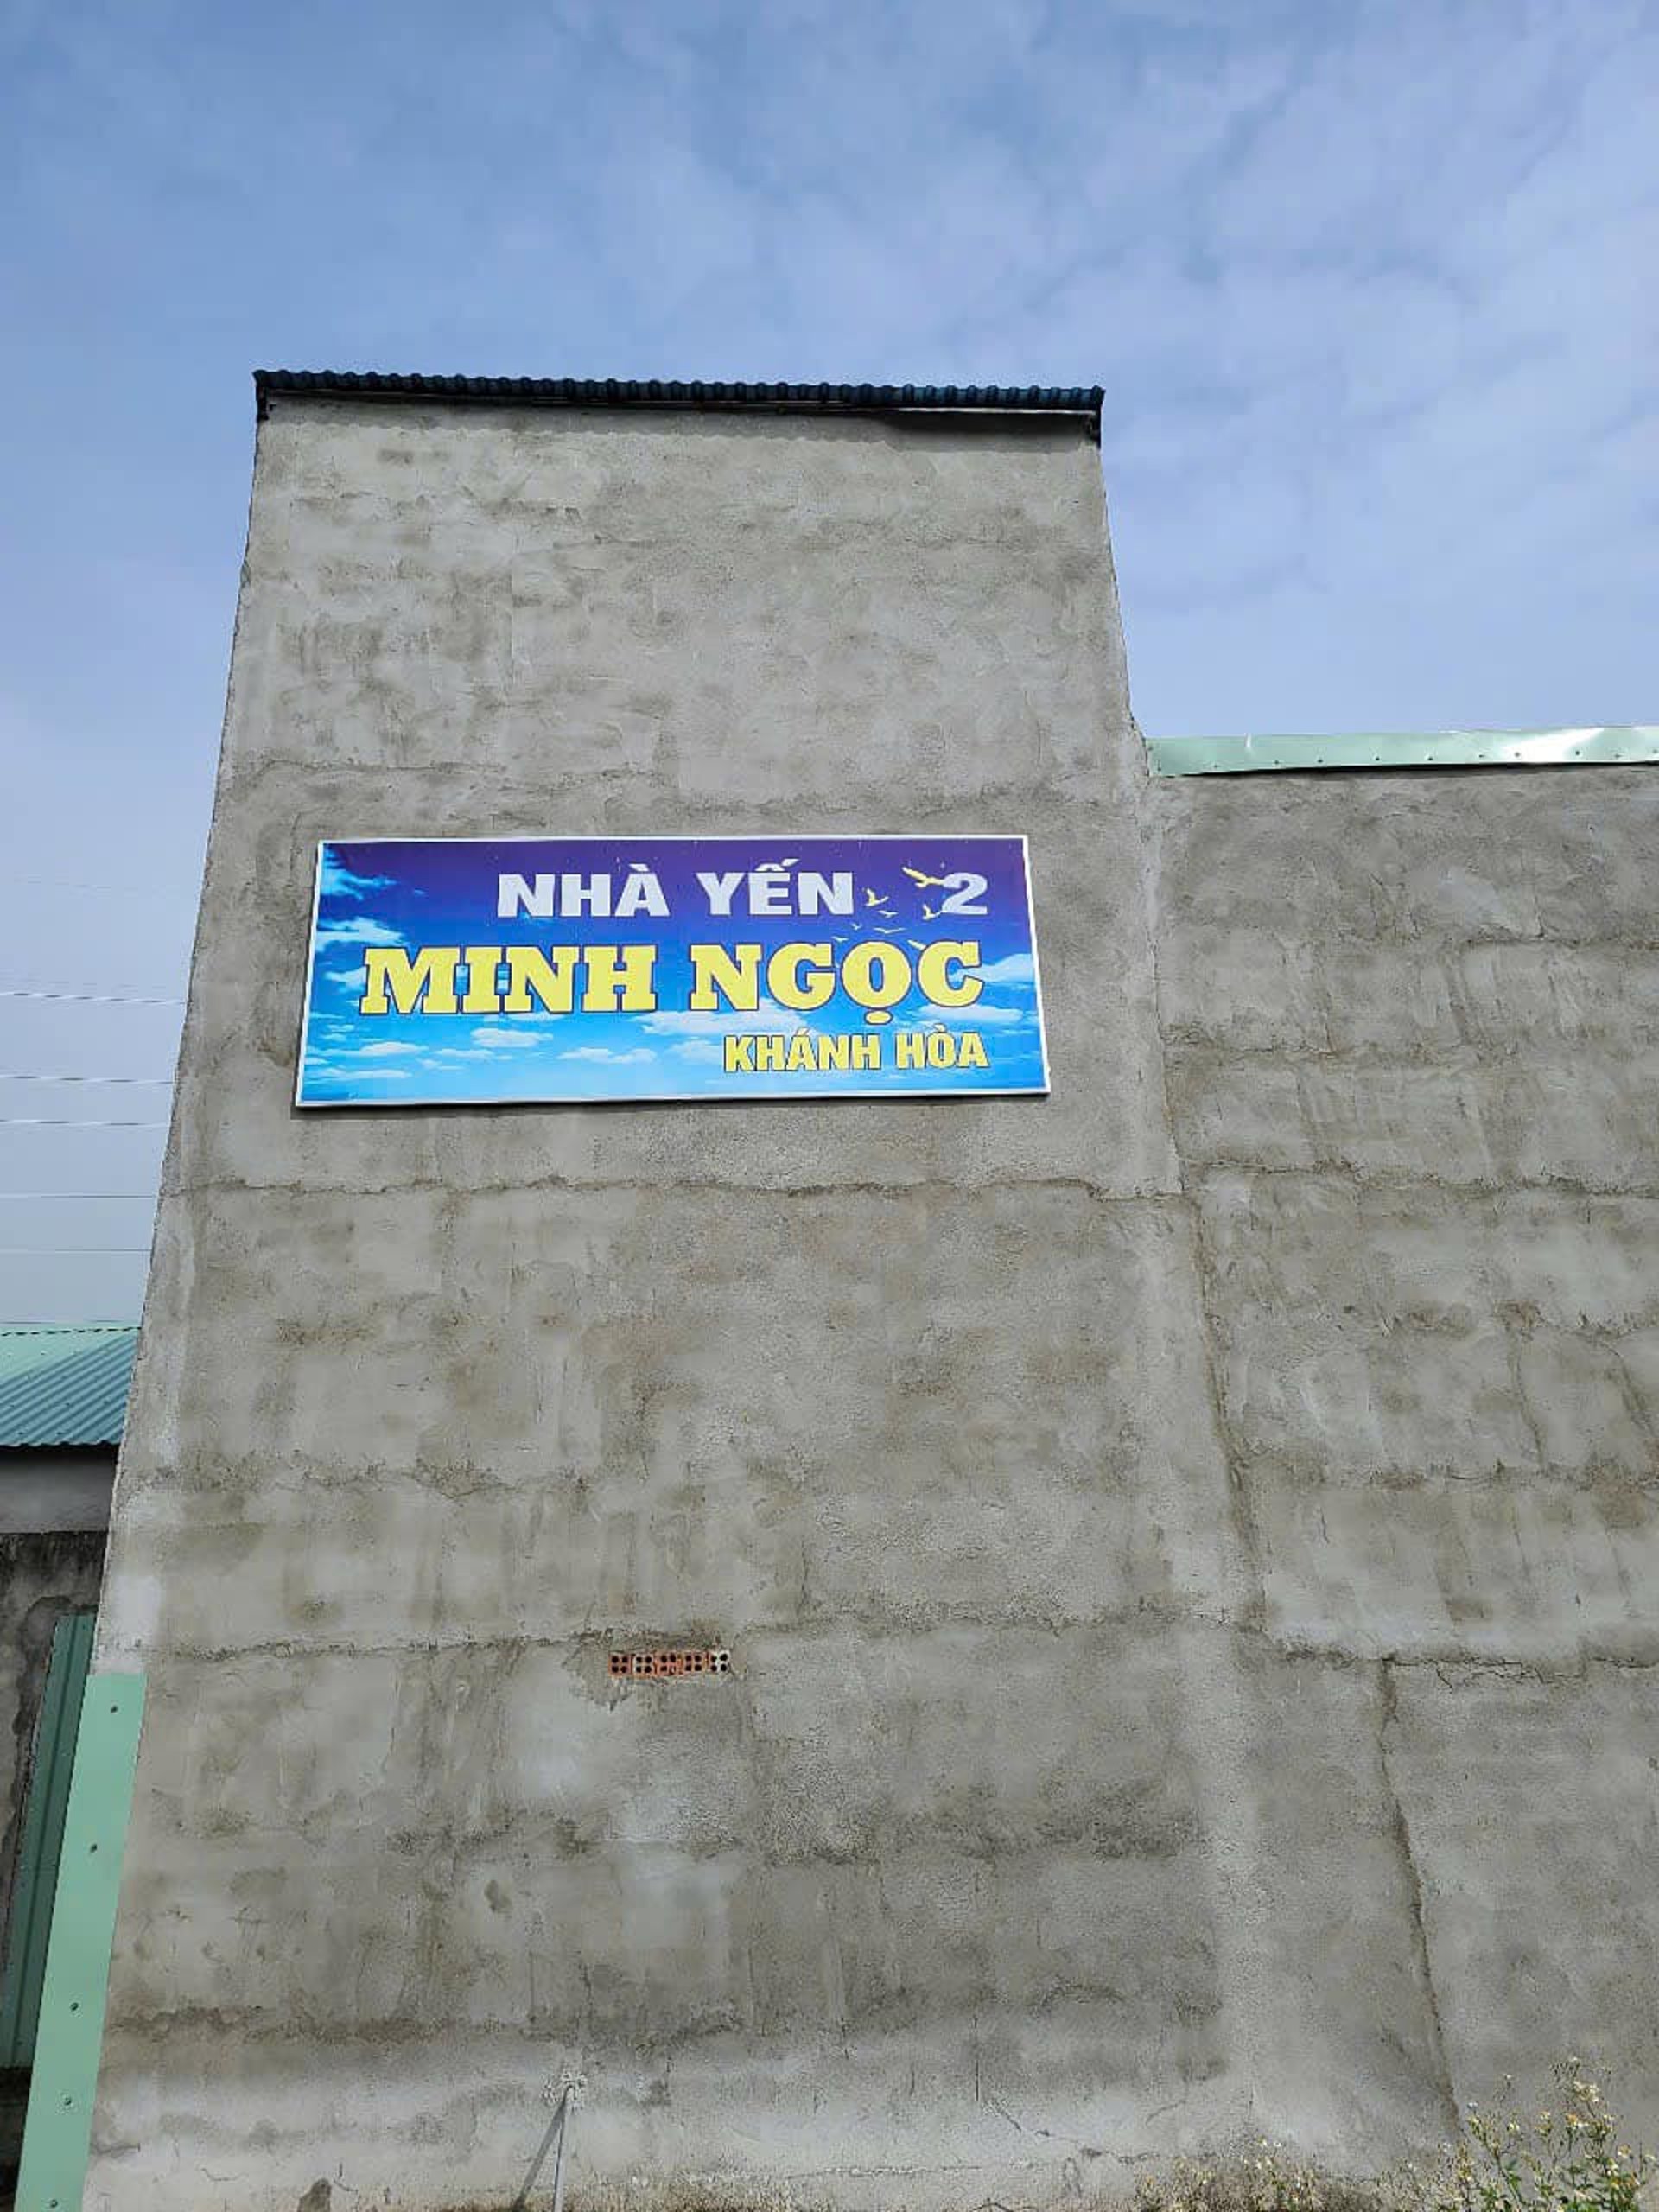 NHÀ YẾN 2
MINH NGỌC
KHÁNH HÒA